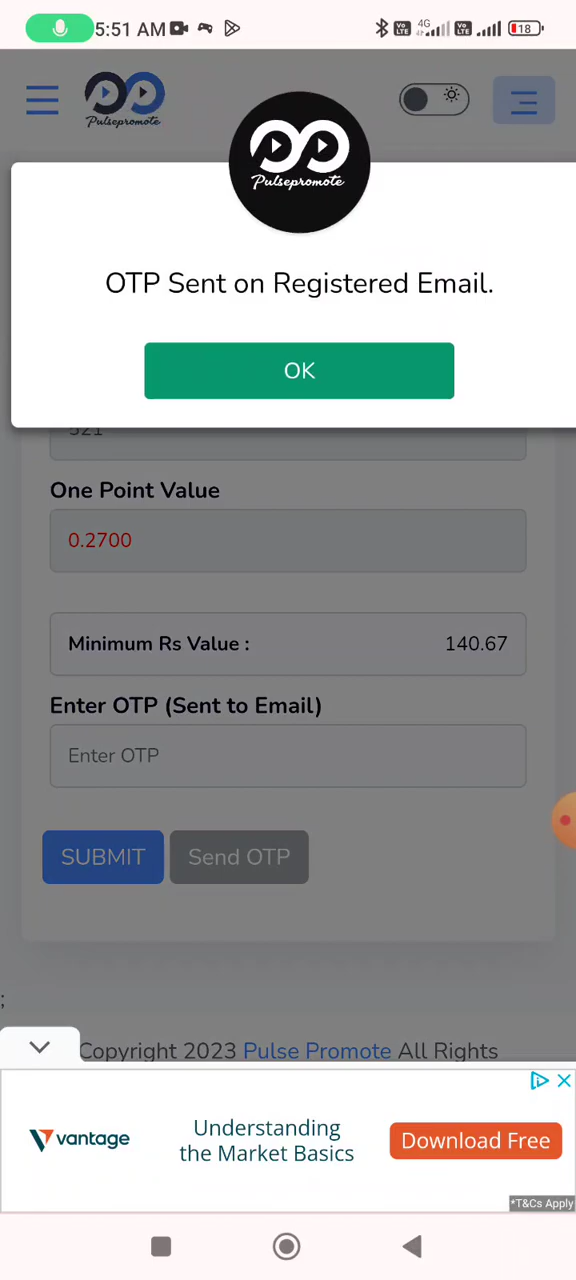 5:51 AM
4G
18
Pulsepromote
Pulsepromote
OTP Sent on Registered Email.
OK
521
One Point Value
0.2700
Minimum Rs Value : 140.67
Enter OTP (Sent to Email)
Enter OTP
SUBMIT Send OTP
;
Copyright 2023 Pulse Promote All Rights
vantage
Understanding
the Market Basics
Download Free
*T&Cs Apply